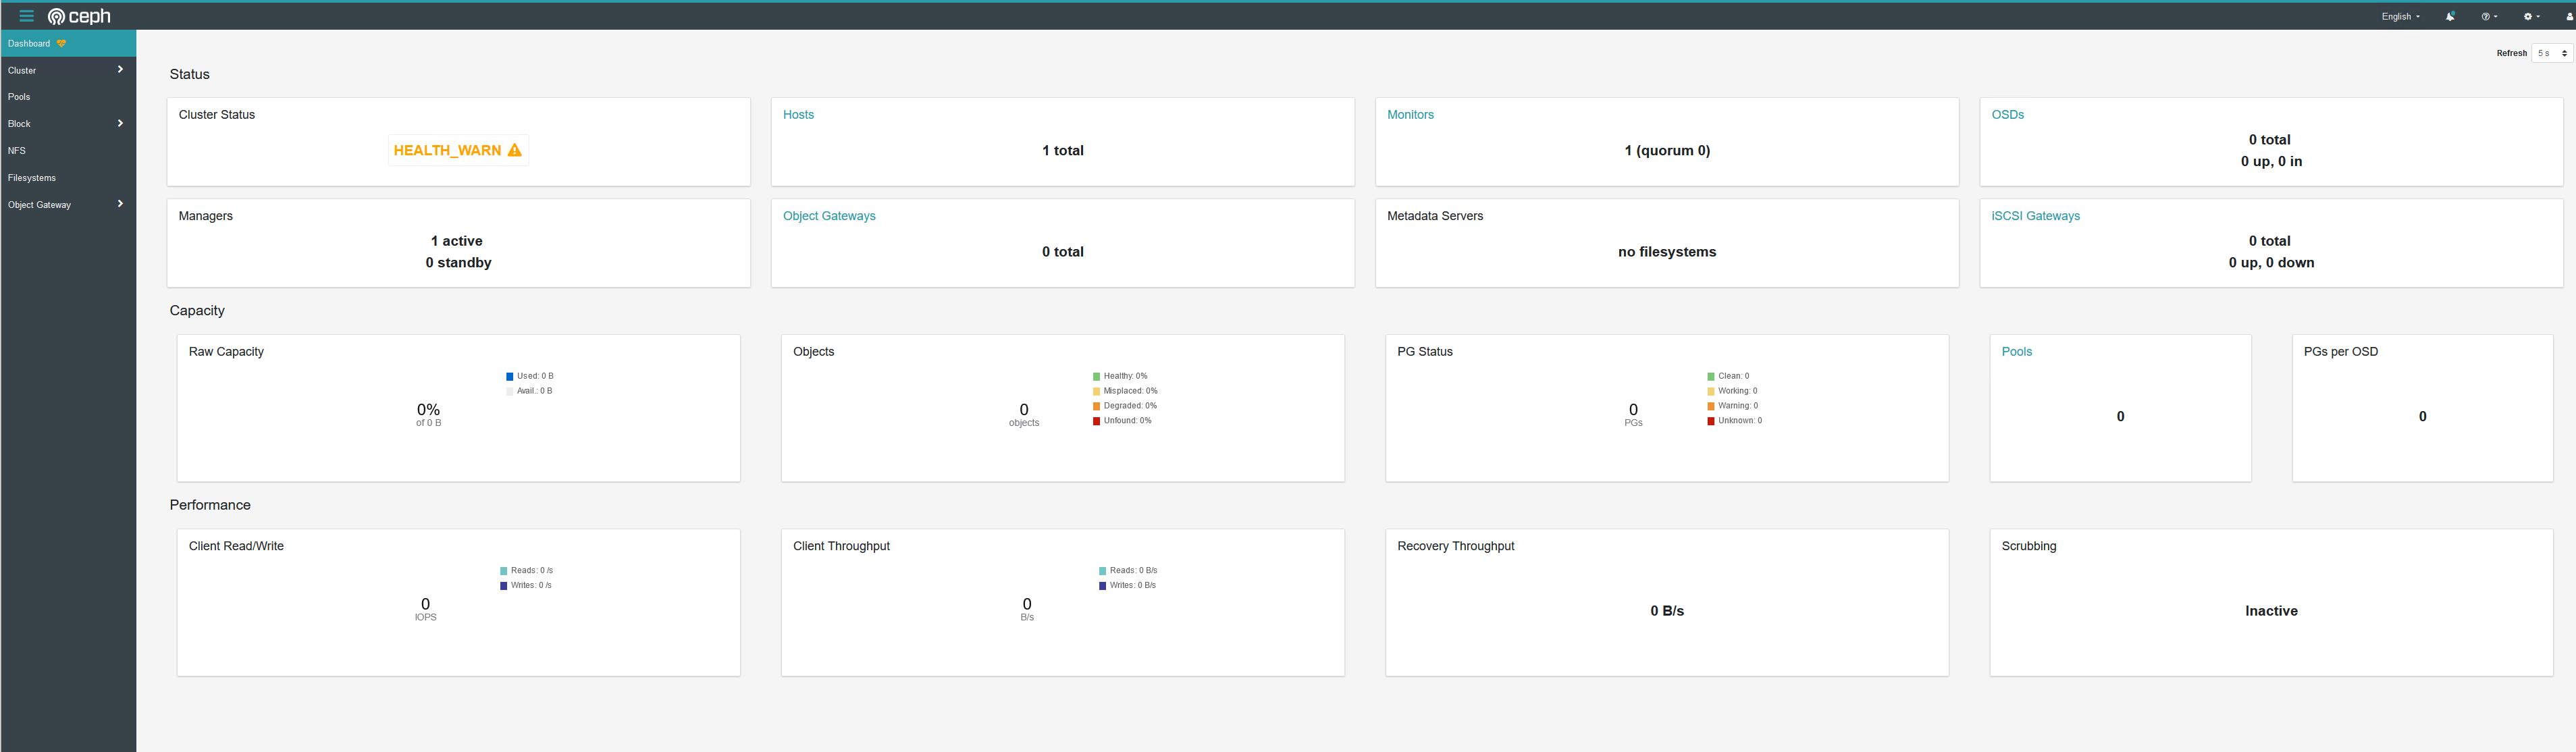 ceph
English
Dashboard
Cluster
Pools
Block
NFS
Filesystems
Object Gateway
Refresh 5 s
Status
Cluster Status
HEALTH_WARN
Hosts
1 total
Monitors
1 (quorum 0)
OSDs
0 total
0 up, 0 in
Managers
1 active
0 standby
Object Gateways
0 total
Metadata Servers
no filesystems
iSCSI Gateways
0 total
0 up, 0 down
Capacity
Raw Capacity
0%
of 0 B
Used: 0 B
Avail.: 0 B
Objects
0
objects
Healthy: 0%
Misplaced: 0%
Degraded: 0%
Unfound: 0%
PG Status
0
PGs
Clean: 0
Working: 0
Warning: 0
Unknown: 0
Pools
0
PGs per OSD
0
Performance
Client Read/Write
0
IOPS
Reads: 0 /s
Writes: 0 /s
Client Throughput
0
B/s
Reads: 0 B/s
Writes: 0 B/s
Recovery Throughput
0 B/s
Scrubbing
Inactive